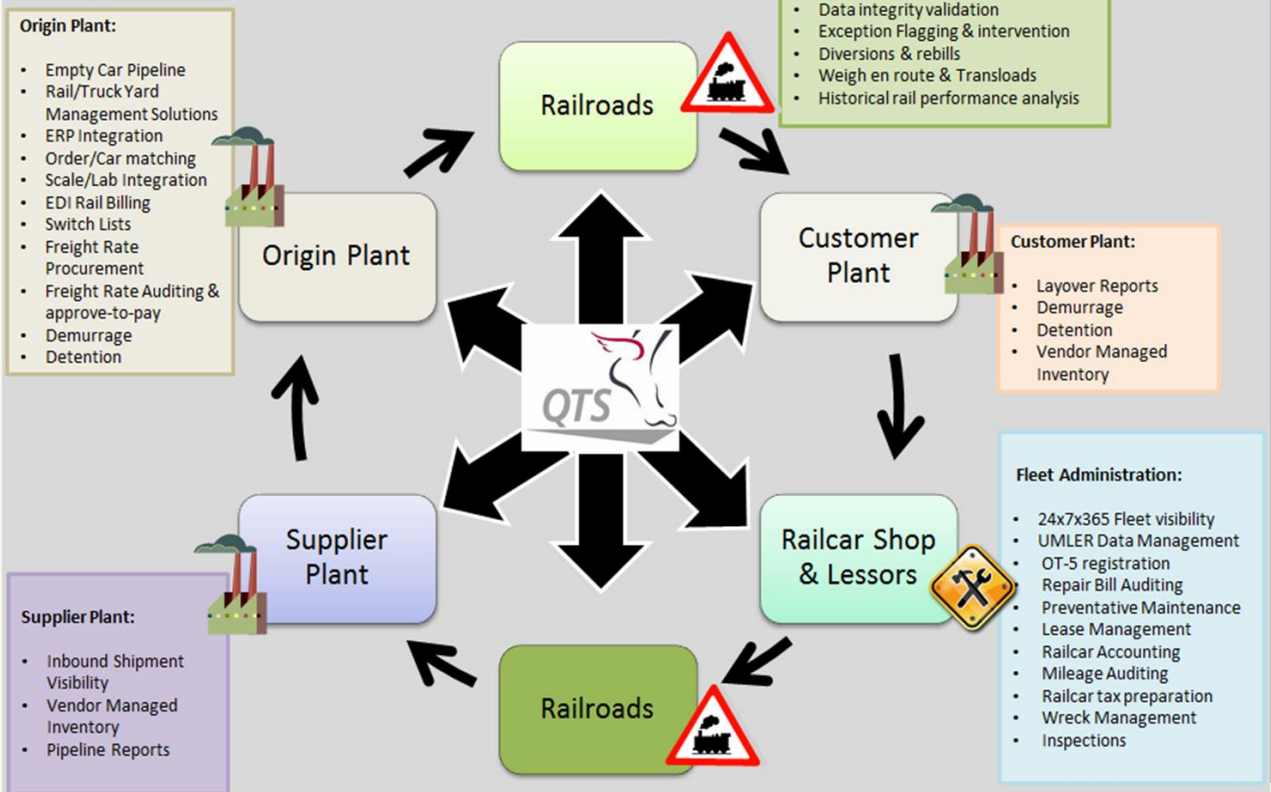 Origin Plant:
• Empty Car Pipeline
• Rail/Truck Yard
Management Solutions
• ERP Integration
• Order/Car matching
• Scale/Lab Integration
• EDI Rail Billing
• Switch Lists
• Freight Rate
Procurement
• Freight Rate Auditing &
approve-to-pay
• Demurrage
• Detention
Railroads
• Data integrity validation
• Exception Flagging & intervention
• Diversions & rebills
• Weigh en route & Transloads
• Historical rail performance analysis
Origin Plant
Customer
Plant
Customer Plant:
• Layover Reports
• Demurrage
• Detention
• Vendor Managed
Inventory
QTS
Supplier
Plant
Railcar Shop
& Lessors
Fleet Administration:
• 24x7x365 Fleet visibility
• UMLER Data Management
• OT-5 registration
• Repair Bill Auditing
• Preventative Maintenance
• Lease Management
• Railcar Accounting
• Mileage Auditing
• Railcar tax preparation
• Wreck Management
• Inspections
Supplier Plant:
• Inbound Shipment
Visibility
• Vendor Managed
Inventory
• Pipeline Reports
Railroads